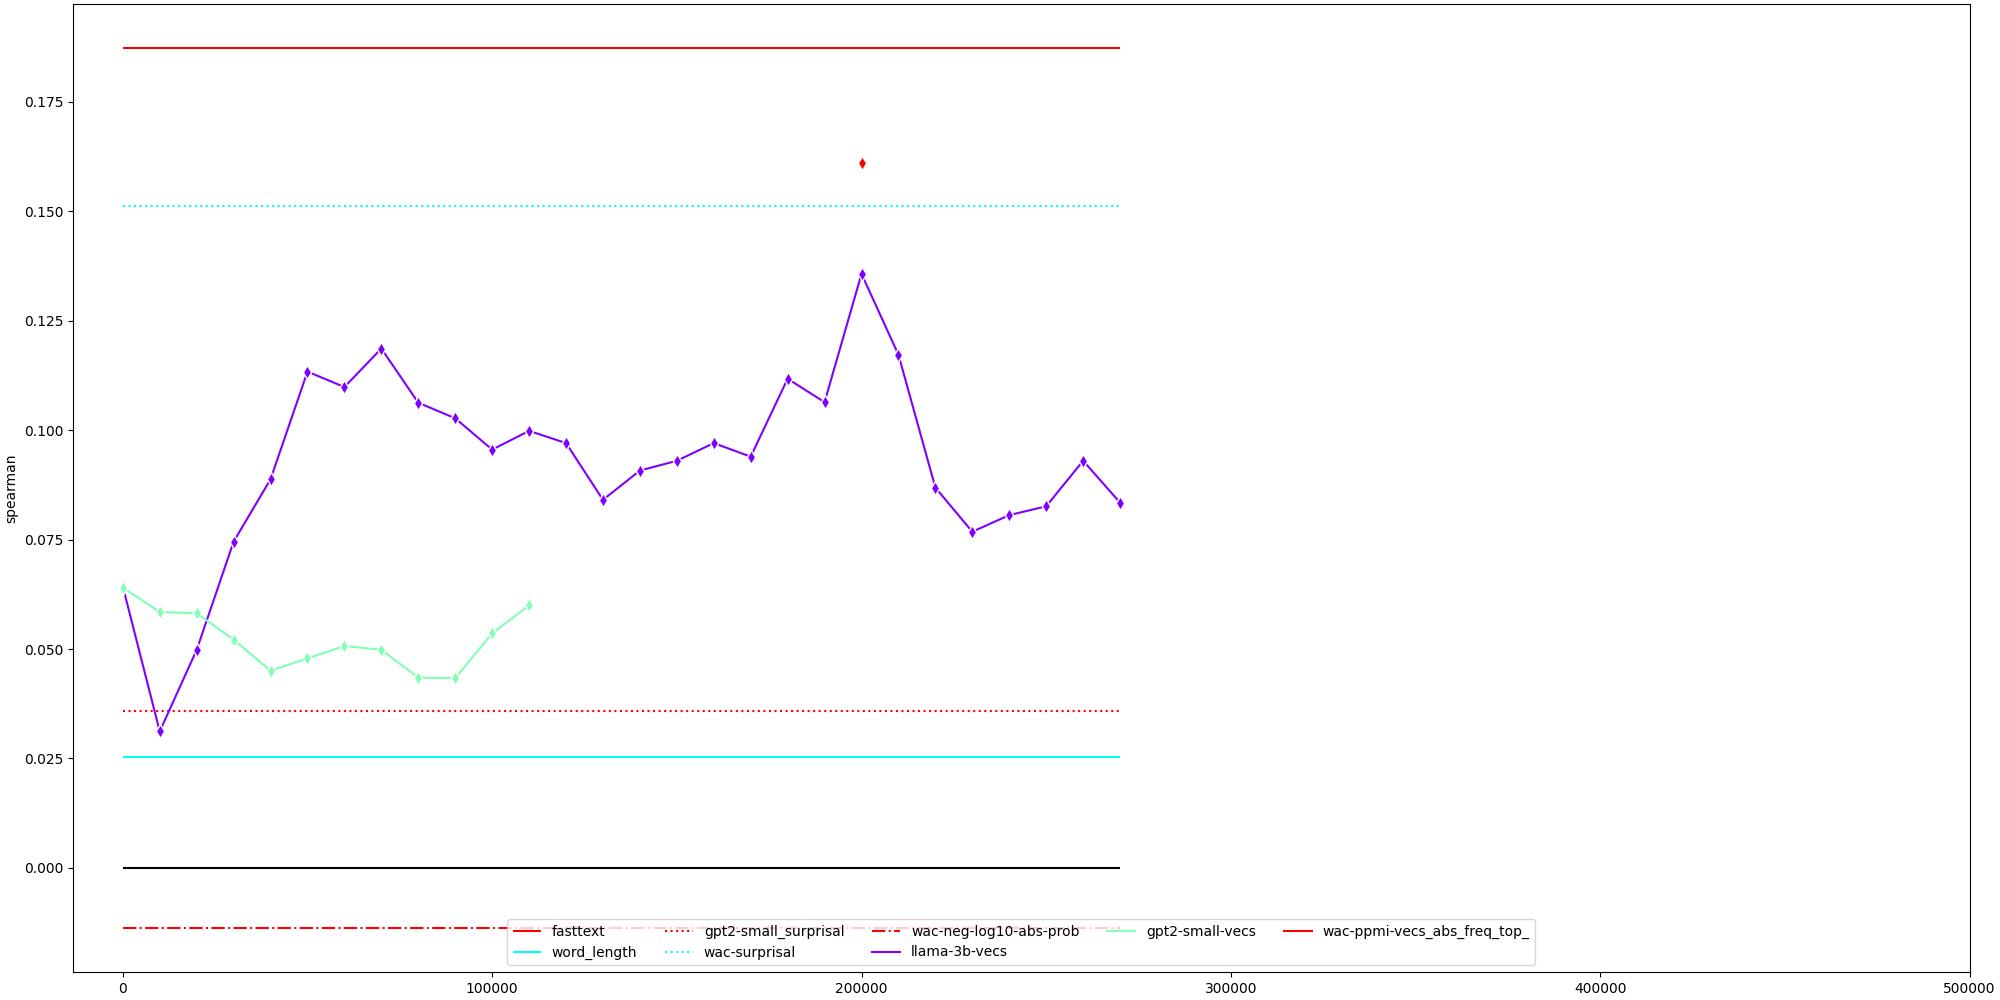 0.175
0.150
0.125
0.100
0.075
0.050
0.025
0.000
spearman
fasttext gpt2-small_surprisal wac-neg-log10-abs-prob gpt2-small-vecs wac-ppmi-vecs_abs_freq_top_
word_length wac-surprisal llama-3b-vecs
0 100000 200000 300000 400000 500000